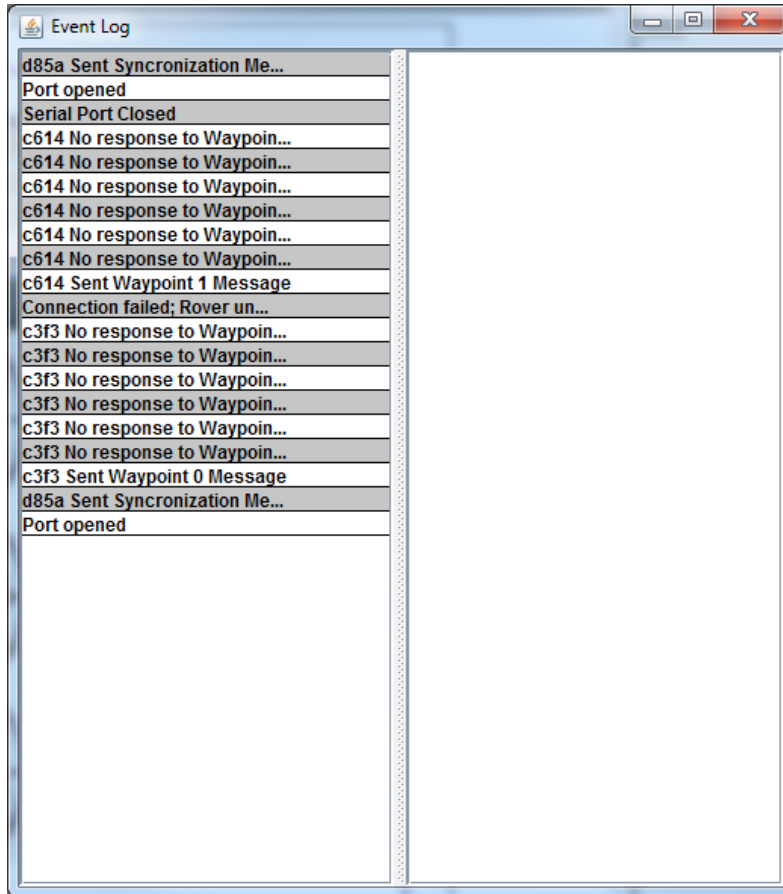 Event Log
d85a Sent Syncronization Me...
Port opened
Serial Port Closed
c614 No response to Waypoin...
c614 No response to Waypoin...
c614 No response to Waypoin...
c614 No response to Waypoin...
c614 No response to Waypoin...
c614 No response to Waypoin...
c614 Sent Waypoint 1 Message
Connection failed; Rover un...
c3f3 No response to Waypoin...
c3f3 No response to Waypoin...
c3f3 No response to Waypoin...
c3f3 No response to Waypoin...
c3f3 No response to Waypoin...
c3f3 No response to Waypoin...
c3f3 Sent Waypoint 0 Message
d85a Sent Syncronization Me...
Port opened